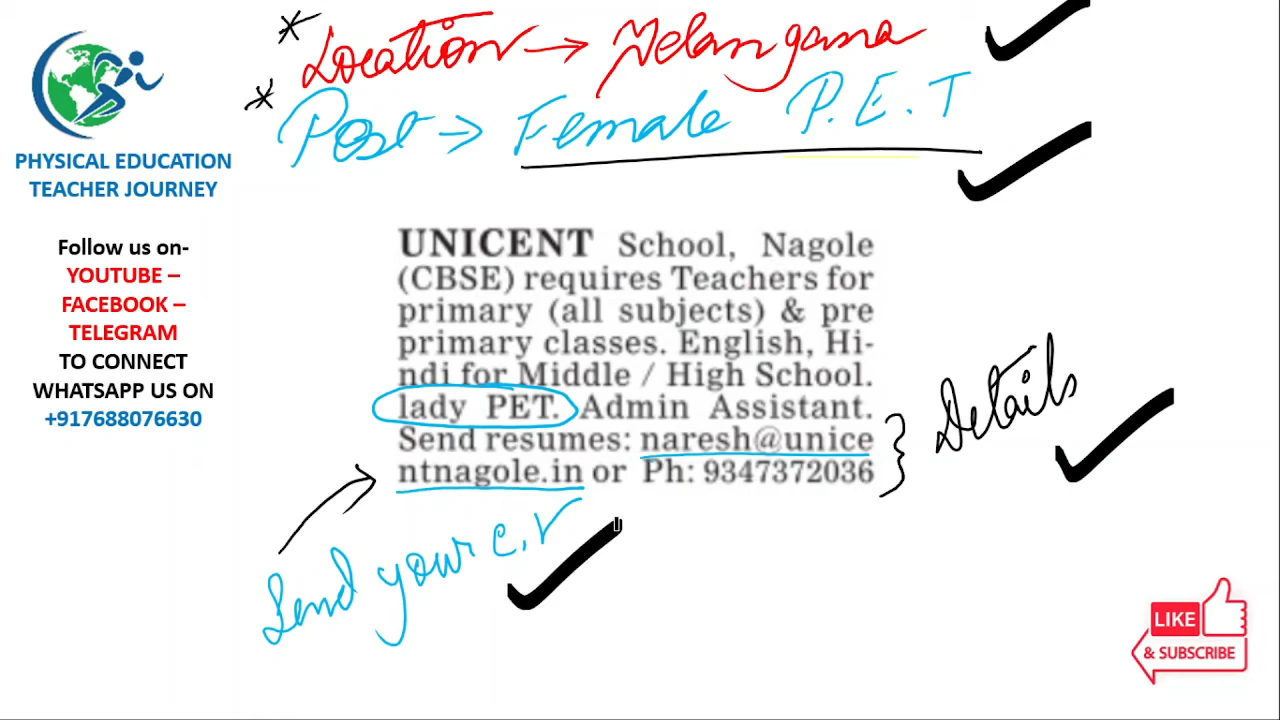 * Location → Telangana
* Post → Female P.E.T
PHYSICAL EDUCATION
TEACHER JOURNEY
Follow us on-
YOUTUBE –
FACEBOOK –
TELEGRAM
TO CONNECT
WHATSAPP US ON
+917688076630
UNICENT School, Nagole
(CBSE) requires Teachers for
primary (all subjects) & pre
primary classes. English, Hi-
ndi for Middle / High School.
lady PET. Admin Assistant.
Send resumes: naresh@unice
ntnagole.in or Ph: 9347372036
Details
Send your C.V
LIKE
& SUBSCRIBE